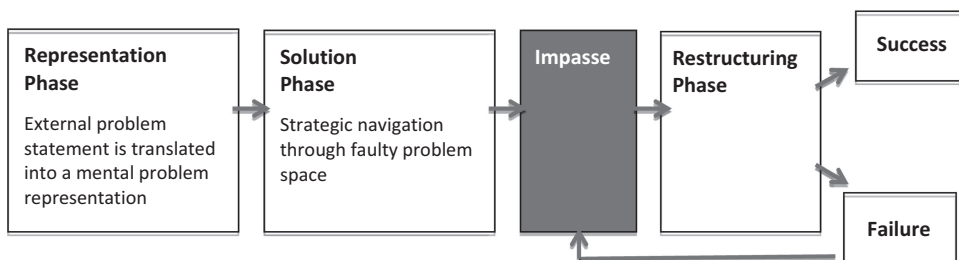 Representation
Phase
External problem
statement is translated
into a mental problem
representation
Solution
Phase
Strategic navigation
through faulty problem
space
Impasse
Restructuring
Phase
Success
Failure